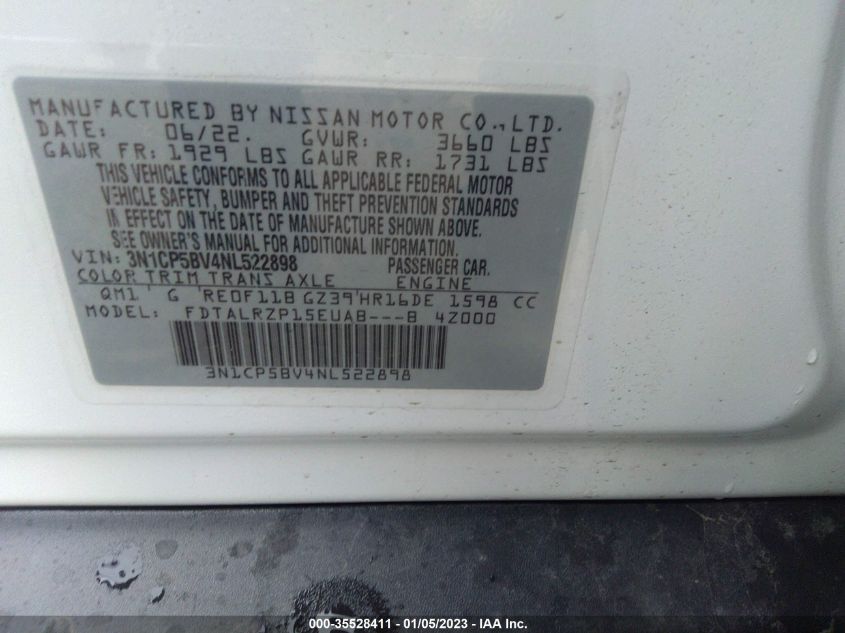 MANUFACTURED BY NISSAN MOTOR CO.,LTD.
DATE: 06/22. GVWR: 3660 LBS
GAWR FR: 1929 LBS GAWR RR: 1731 LBS
THIS VEHICLE CONFORMS TO ALL APPLICABLE FEDERAL MOTOR
VEHICLE SAFETY, BUMPER AND THEFT PREVENTION STANDARDS
IN EFFECT ON THE DATE OF MANUFACTURE SHOWN ABOVE.
SEE OWNER'S MANUAL FOR ADDITIONAL INFORMATION.
VIN: 3N1CP5BV4NL522898 PASSENGER CAR.
COLOR TRIM TRANS AXLE ENGINE
QM1 G RE0F11B GZ39 HR16DE 1598 CC
MODEL: FDTALRZP15EUAB---B 42000
3N1CP5BV4NL522898
000-35528411 - 01/05/2023 - © IAA Inc.